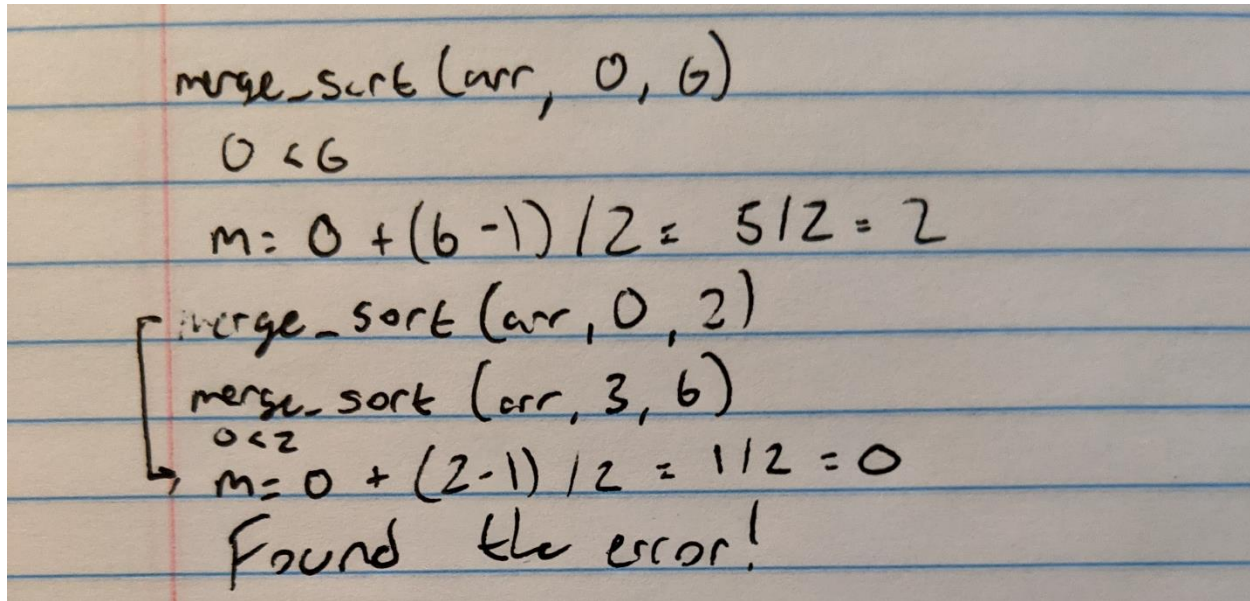 merge_sort (arr, 0, 6)
0 < 6
m = 0 + (6 - 1) / 2 = 5 / 2 = 2
merge_sort (arr, 0, 2)
merge_sort (arr, 3, 6)
0 < 2
m = 0 + (2 - 1) / 2 = 1 / 2 = 0
Found the error!